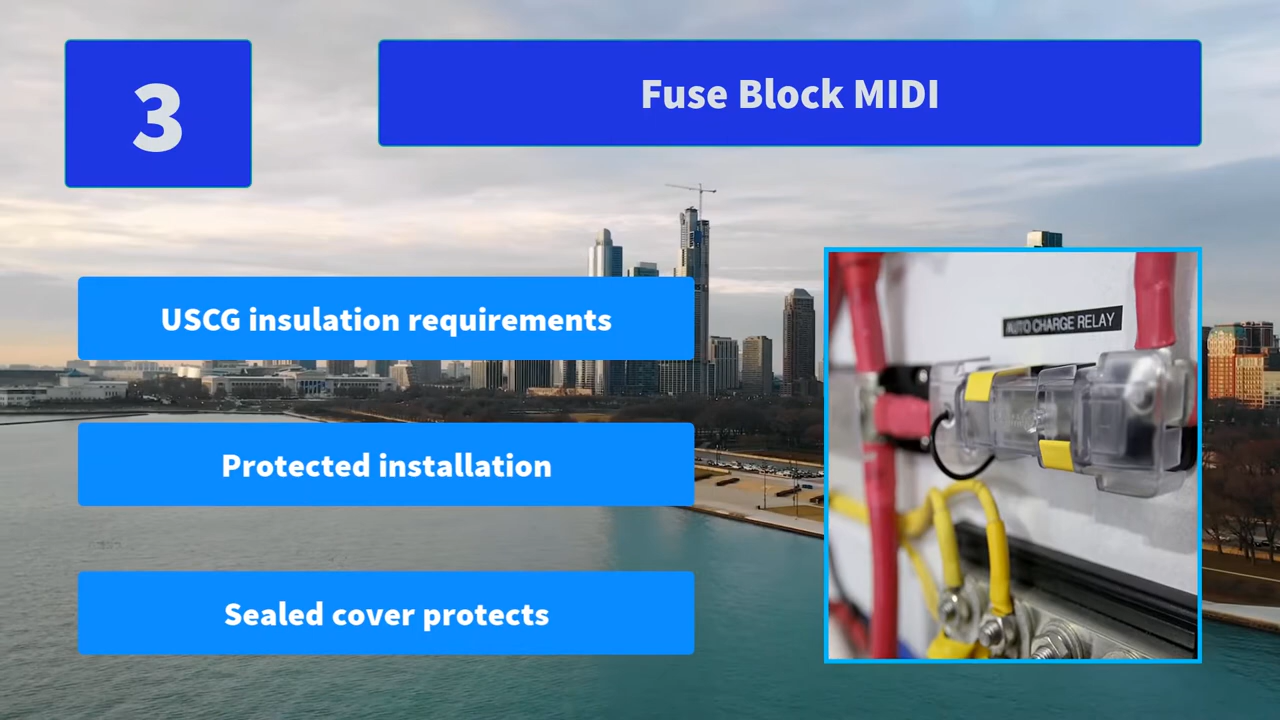 3
Fuse Block MIDI
USCG insulation requirements
Protected installation
Sealed cover protects
AUTO CHARGE RELAY